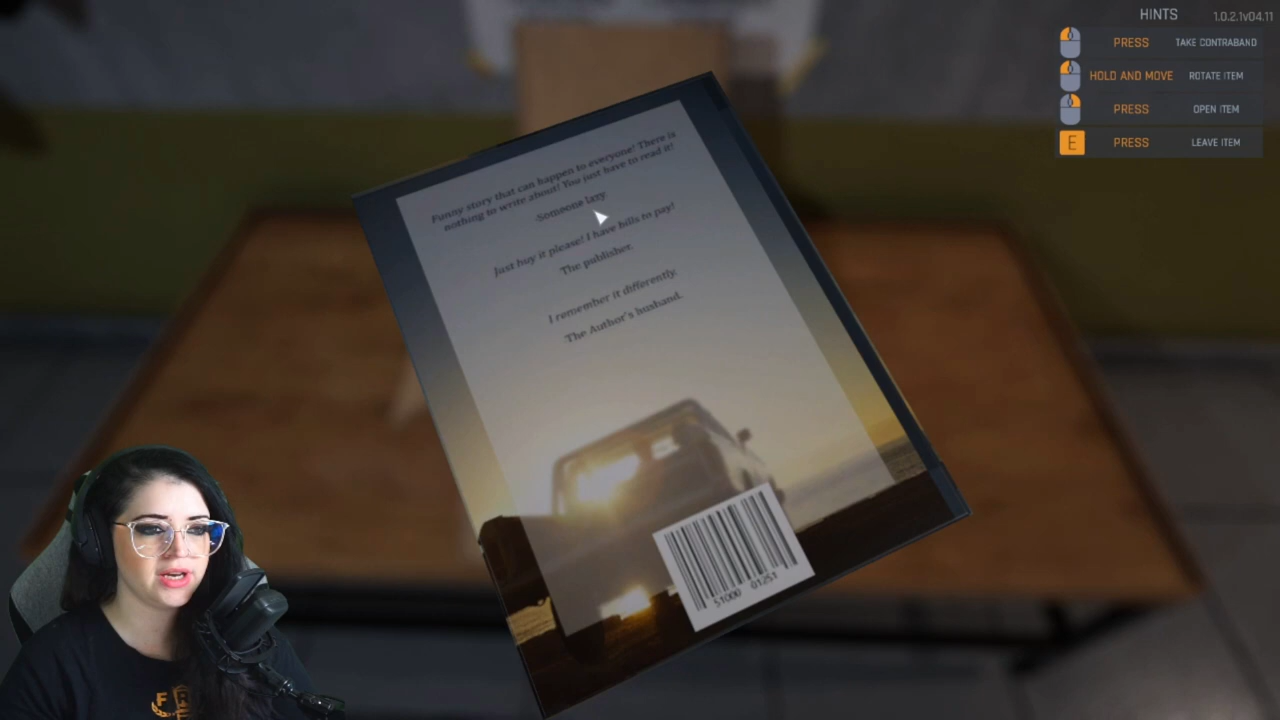 HINTS
1.0.2.1v04.11
PRESS TAKE CONTRABAND
HOLD AND MOVE ROTATE ITEM
PRESS OPEN ITEM
E PRESS LEAVE ITEM
Funny story that can happen to everyone! There is
nothing to write about! You just have to read it!
-Someone lazy
Just buy it please! I have bills to pay!
-The publisher.
I remember it differently.
-The Author's husband.
51000 01251